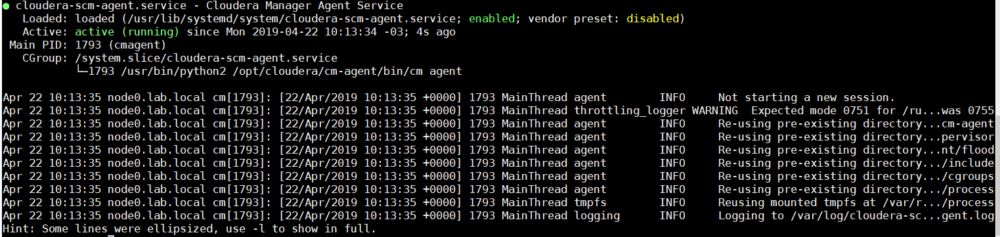 ● cloudera-scm-agent.service - Cloudera Manager Agent Service
   Loaded: loaded (/usr/lib/systemd/system/cloudera-scm-agent.service; enabled; vendor preset: disabled)
   Active: active (running) since Mon 2019-04-22 10:13:34 -03; 4s ago
 Main PID: 1793 (cmagent)
   CGroup: /system.slice/cloudera-scm-agent.service
           └─1793 /usr/bin/python2 /opt/cloudera/cm-agent/bin/cm agent

Apr 22 10:13:35 node0.lab.local cm[1793]: [22/Apr/2019 10:13:35 +0000] 1793 MainThread agent        INFO     Not starting a new session.
Apr 22 10:13:35 node0.lab.local cm[1793]: [22/Apr/2019 10:13:35 +0000] 1793 MainThread throttling_logger WARNING  Expected mode 0751 for /ru...was 0755
Apr 22 10:13:35 node0.lab.local cm[1793]: [22/Apr/2019 10:13:35 +0000] 1793 MainThread agent        INFO     Re-using pre-existing directory...cm-agent
Apr 22 10:13:35 node0.lab.local cm[1793]: [22/Apr/2019 10:13:35 +0000] 1793 MainThread agent        INFO     Re-using pre-existing directory...pervisor
Apr 22 10:13:35 node0.lab.local cm[1793]: [22/Apr/2019 10:13:35 +0000] 1793 MainThread agent        INFO     Re-using pre-existing directory...nt/flood
Apr 22 10:13:35 node0.lab.local cm[1793]: [22/Apr/2019 10:13:35 +0000] 1793 MainThread agent        INFO     Re-using pre-existing directory.../include
Apr 22 10:13:35 node0.lab.local cm[1793]: [22/Apr/2019 10:13:35 +0000] 1793 MainThread agent        INFO     Re-using pre-existing directory.../cgroups
Apr 22 10:13:35 node0.lab.local cm[1793]: [22/Apr/2019 10:13:35 +0000] 1793 MainThread agent        INFO     Re-using pre-existing directory.../process
Apr 22 10:13:35 node0.lab.local cm[1793]: [22/Apr/2019 10:13:35 +0000] 1793 MainThread tmpfs        INFO     Reusing mounted tmpfs at /var/r.../process
Apr 22 10:13:35 node0.lab.local cm[1793]: [22/Apr/2019 10:13:35 +0000] 1793 MainThread logging      INFO     Logging to /var/log/cloudera-sc...gent.log
Hint: Some lines were ellipsized, use -l to show in full.